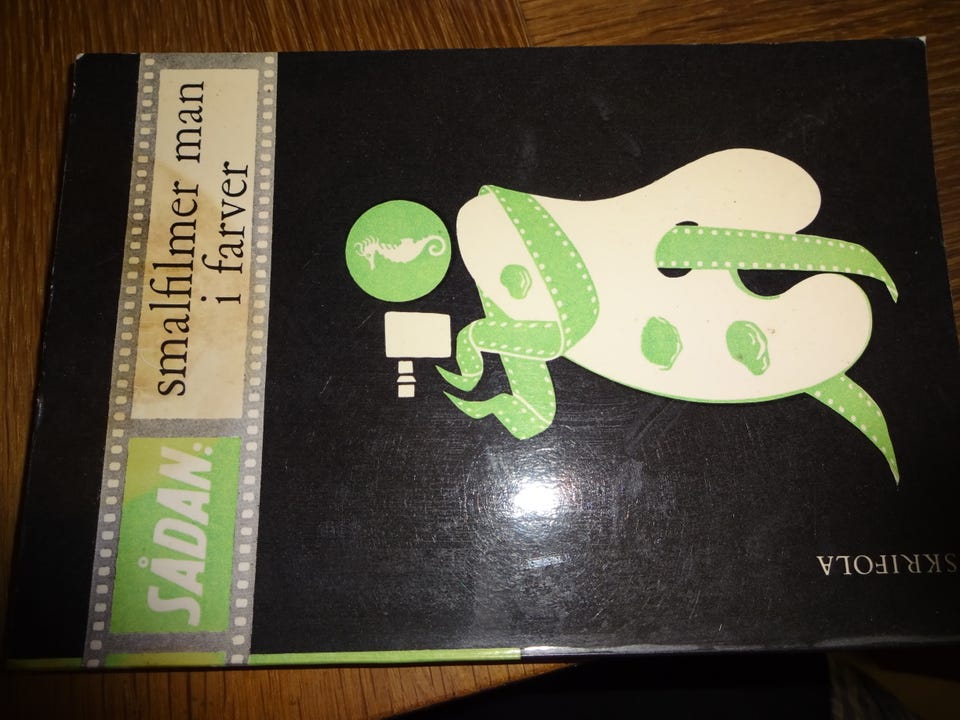 SÅDAN:
smalfilmer man
i farver
SKRIFOLA